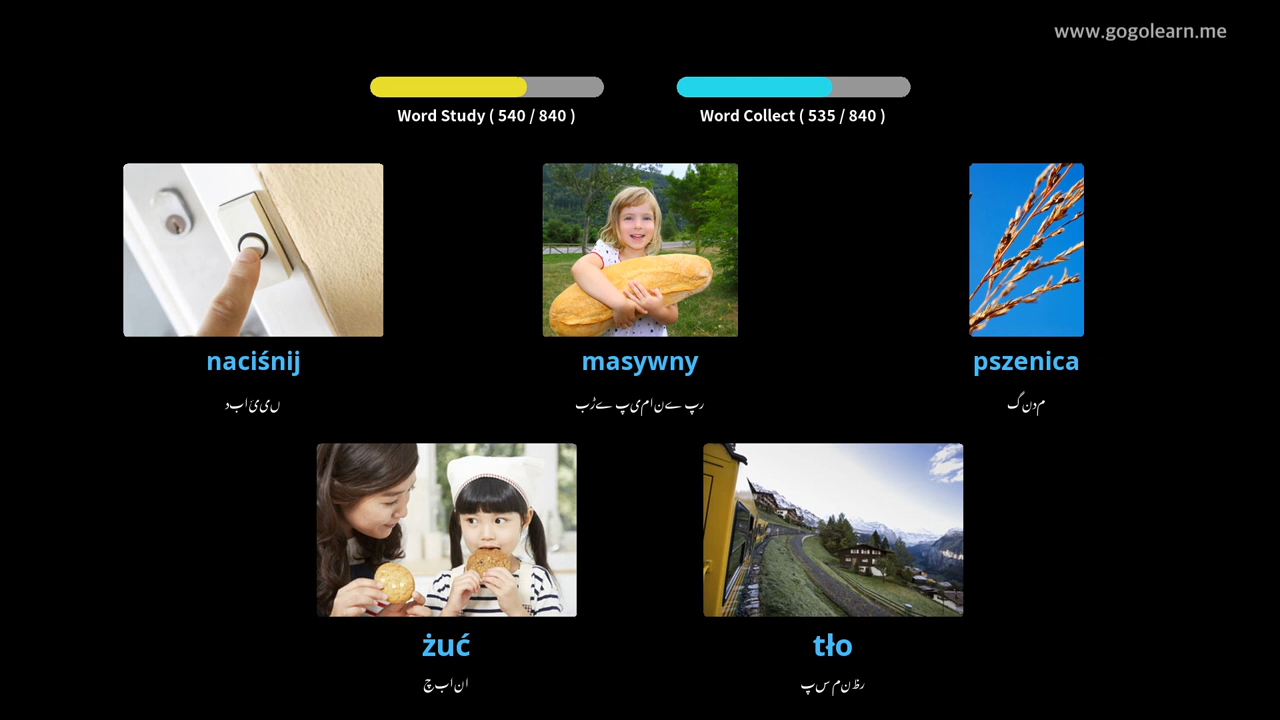 www.gogolearn.me
Word Study ( 540 / 840 )
Word Collect ( 535 / 840 )
naciśnij
دبائیں
masywny
بڑے پیمانے پر
pszenica
گندم
żuć
چبانا
tło
پس منظر